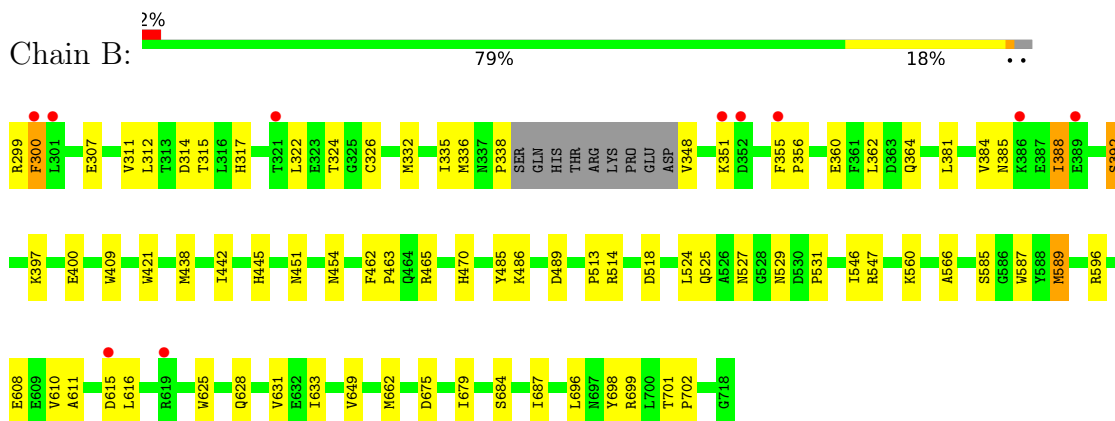 2%
Chain B:
79% 18% ..
R299 F300 L301 E307 V311 L312 T313 D314 T315 L316 H317 T321 L322 E323 T324 G325 C326 M332 I335 M336 N337 P338 SER GLN HIS THR ARG LYS PRO GLU ASP V348 K351 D352 F355 P356 E360 F361 L362 D363 Q364 L381 V384 N385 K386 E387 I388 E389 S392
K397 E400 W409 W421 M438 I442 H445 N451 N454 F462 P463 Q464 R465 H470 Y485 K486 D489 P513 R514 D518 L524 Q525 A526 N527 G528 N529 D530 P531 I546 R547 K560 A566 S585 G586 W587 Y588 M589 R596
E608 E609 V610 A611 D615 L616 R619 W625 Q628 V631 E632 I633 V649 M662 D675 I679 S684 I687 L696 N697 Y698 R699 L700 T701 P702 G718